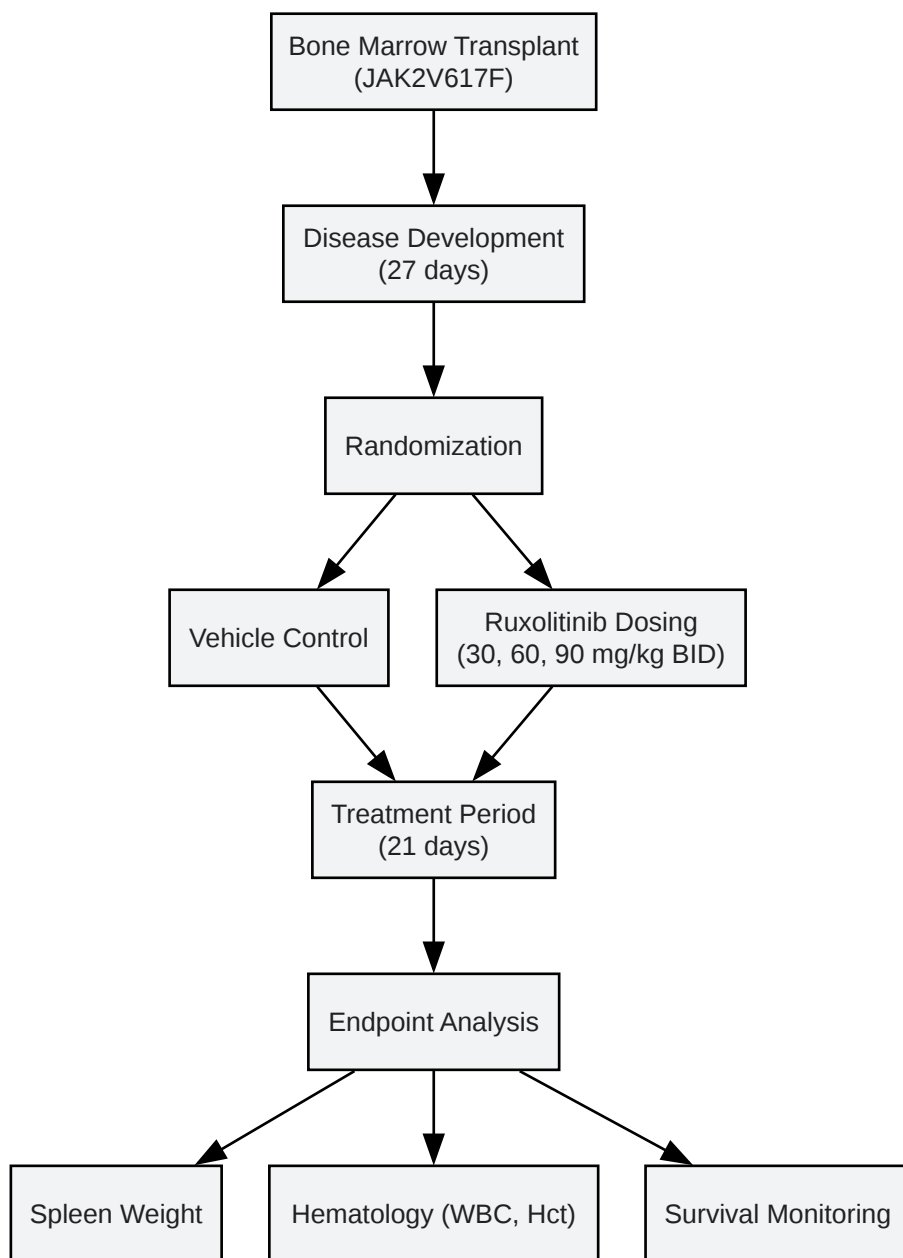 Bone Marrow Transplant
(JAK2V617F)
Disease Development
(27 days)
Randomization
Vehicle Control
Ruxolitinib Dosing
(30, 60, 90 mg/kg BID)
Treatment Period
(21 days)
Endpoint Analysis
Spleen Weight
Hematology (WBC, Hct)
Survival Monitoring